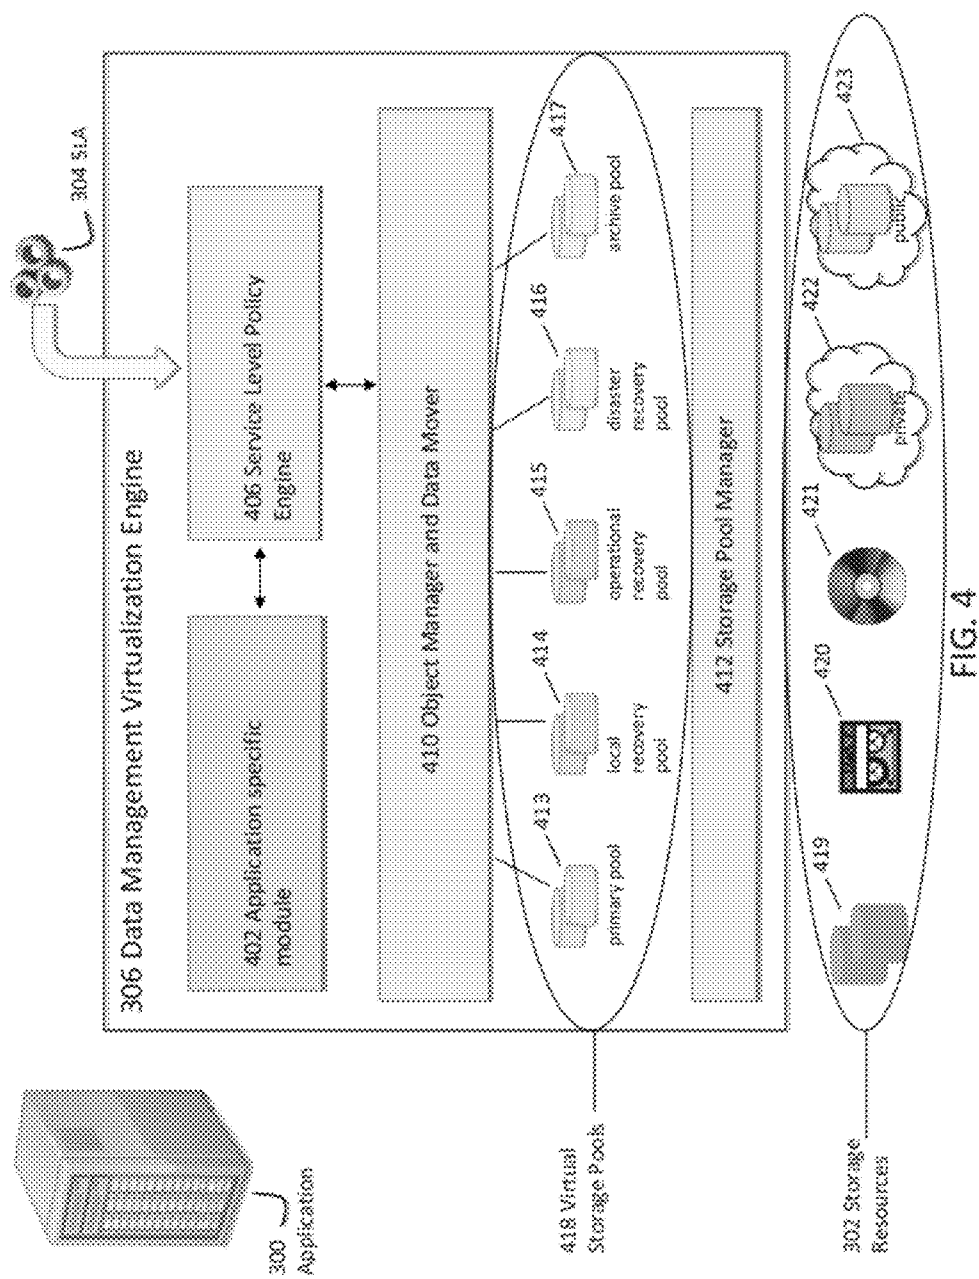 300
Application
304 SLA
306 Data Management Virtualization Engine
402 Application specific
module
406 Service Level Policy
Engine
410 Object Manager and Data Mover
413
414
415
416
417
primary pool
local
recovery
pool
operational
recovery
pool
disaster
recovery
pool
archive pool
418 Virtual
Storage Pools
412 Storage Pool Manager
419
420
421
422
423
private
public
302 Storage
Resources
FIG. 4